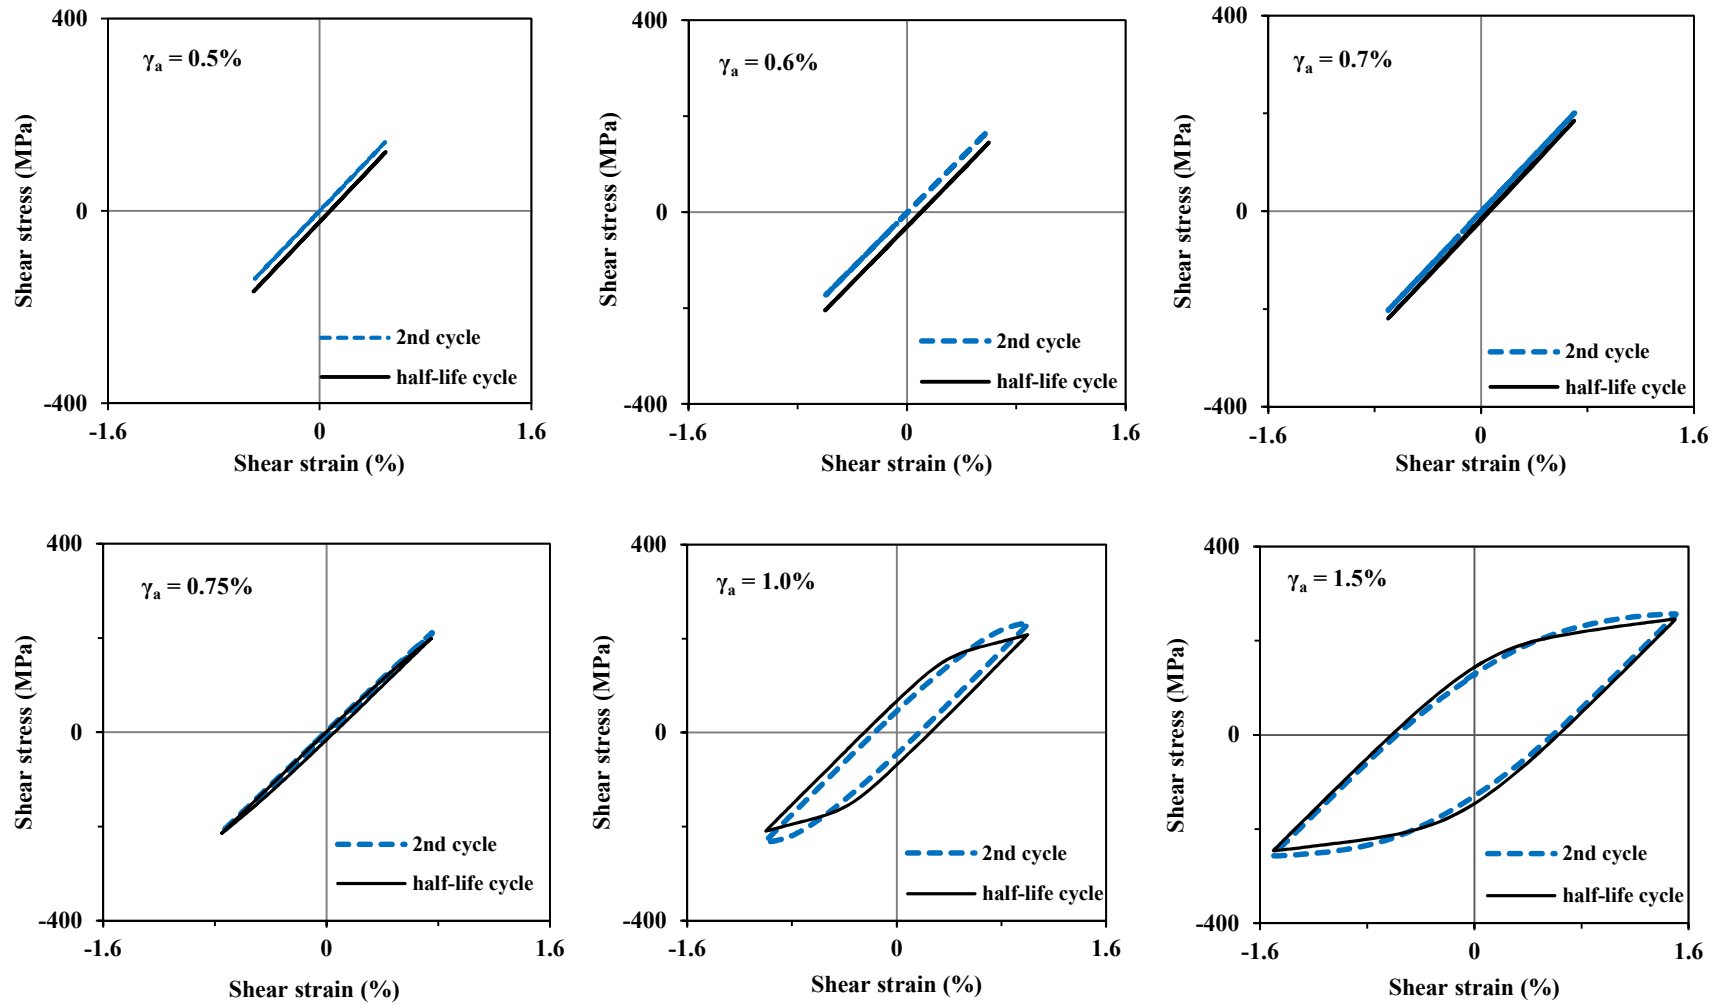 400
γa = 0.5%
Shear stress (MPa)
0
2nd cycle
half-life cycle
-400
-1.6
0
1.6
Shear strain (%)
400
γa = 0.6%
Shear stress (MPa)
0
2nd cycle
half-life cycle
-400
-1.6
0
1.6
Shear strain (%)
400
γa = 0.7%
Shear stress (MPa)
0
2nd cycle
half-life cycle
-400
-1.6
0
1.6
Shear strain (%)
400
γa = 0.75%
Shear stress (MPa)
0
2nd cycle
half-life cycle
-400
-1.6
0
1.6
Shear strain (%)
400
γa = 1.0%
Shear stress (MPa)
0
2nd cycle
half-life cycle
-400
-1.6
0
1.6
Shear strain (%)
400
γa = 1.5%
Shear stress (MPa)
0
2nd cycle
half-life cycle
-400
-1.6
0
1.6
Shear strain (%)